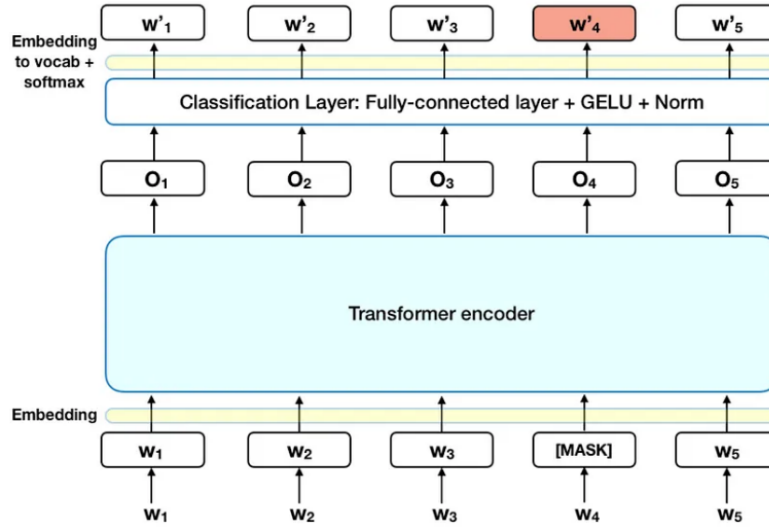 w'₁ w'₂ w'₃ w'₄ w'₅
Embedding
to vocab +
softmax
Classification Layer: Fully-connected layer + GELU + Norm
O₁ O₂ O₃ O₄ O₅
Transformer encoder
Embedding
w₁ w₂ w₃ [MASK] w₅
w₁ w₂ w₃ w₄ w₅